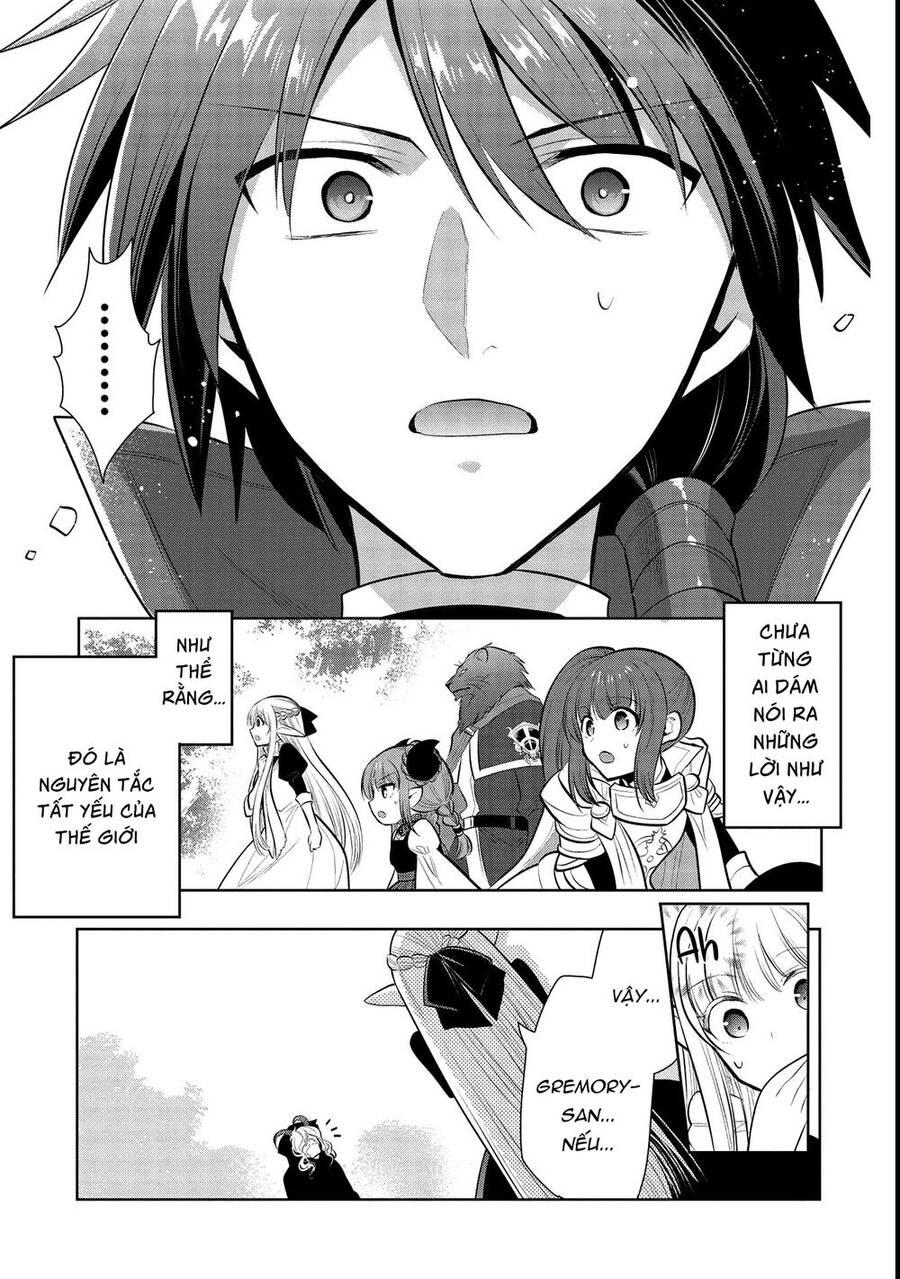 ..........
CHƯA
TỪNG
AI DÁM
NÓI RA
NHỮNG
LỜI NHƯ
VẬY...
NHƯ
THỂ
RẰNG...
ĐÓ LÀ
NGUYÊN TẮC
TẤT YẾU CỦA
THẾ GIỚI
Ah
VẬY...
GREMORY-
SAN...
NẾU...